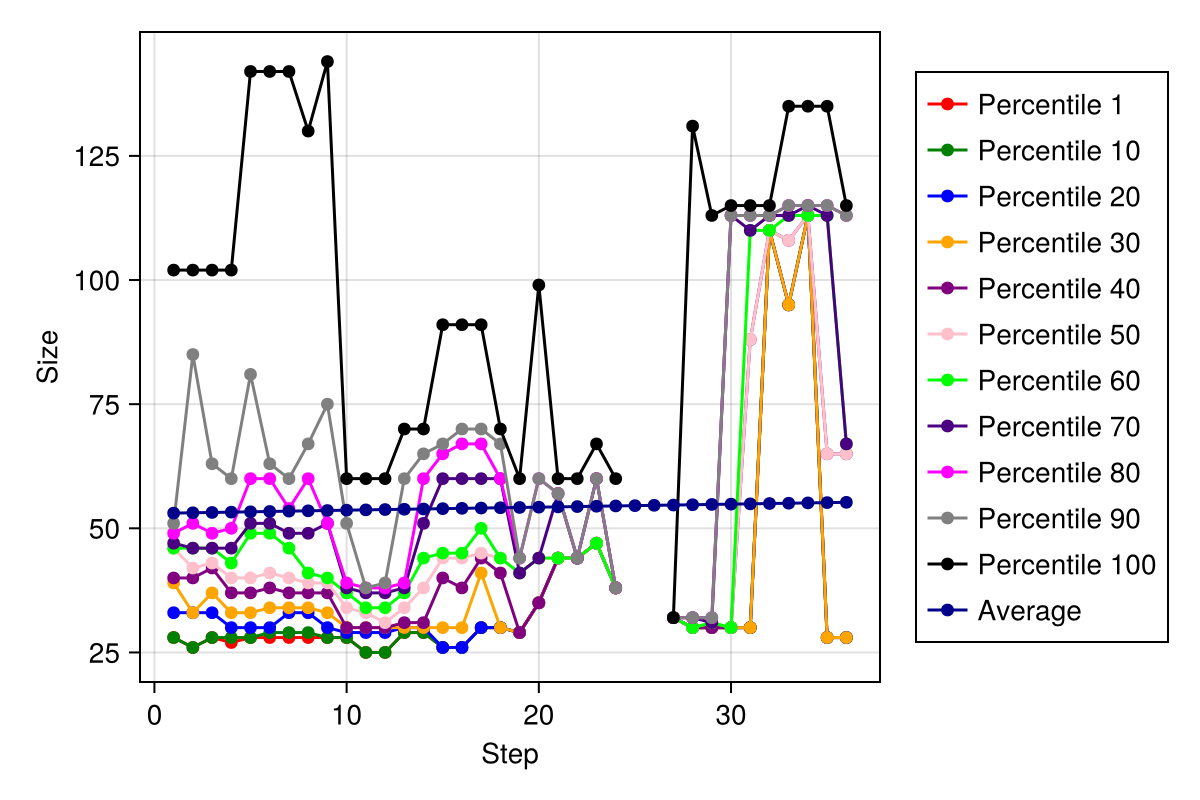 125
100
75
50
25
Size
0 10 20 30
Step
Percentile 1
Percentile 10
Percentile 20
Percentile 30
Percentile 40
Percentile 50
Percentile 60
Percentile 70
Percentile 80
Percentile 90
Percentile 100
Average